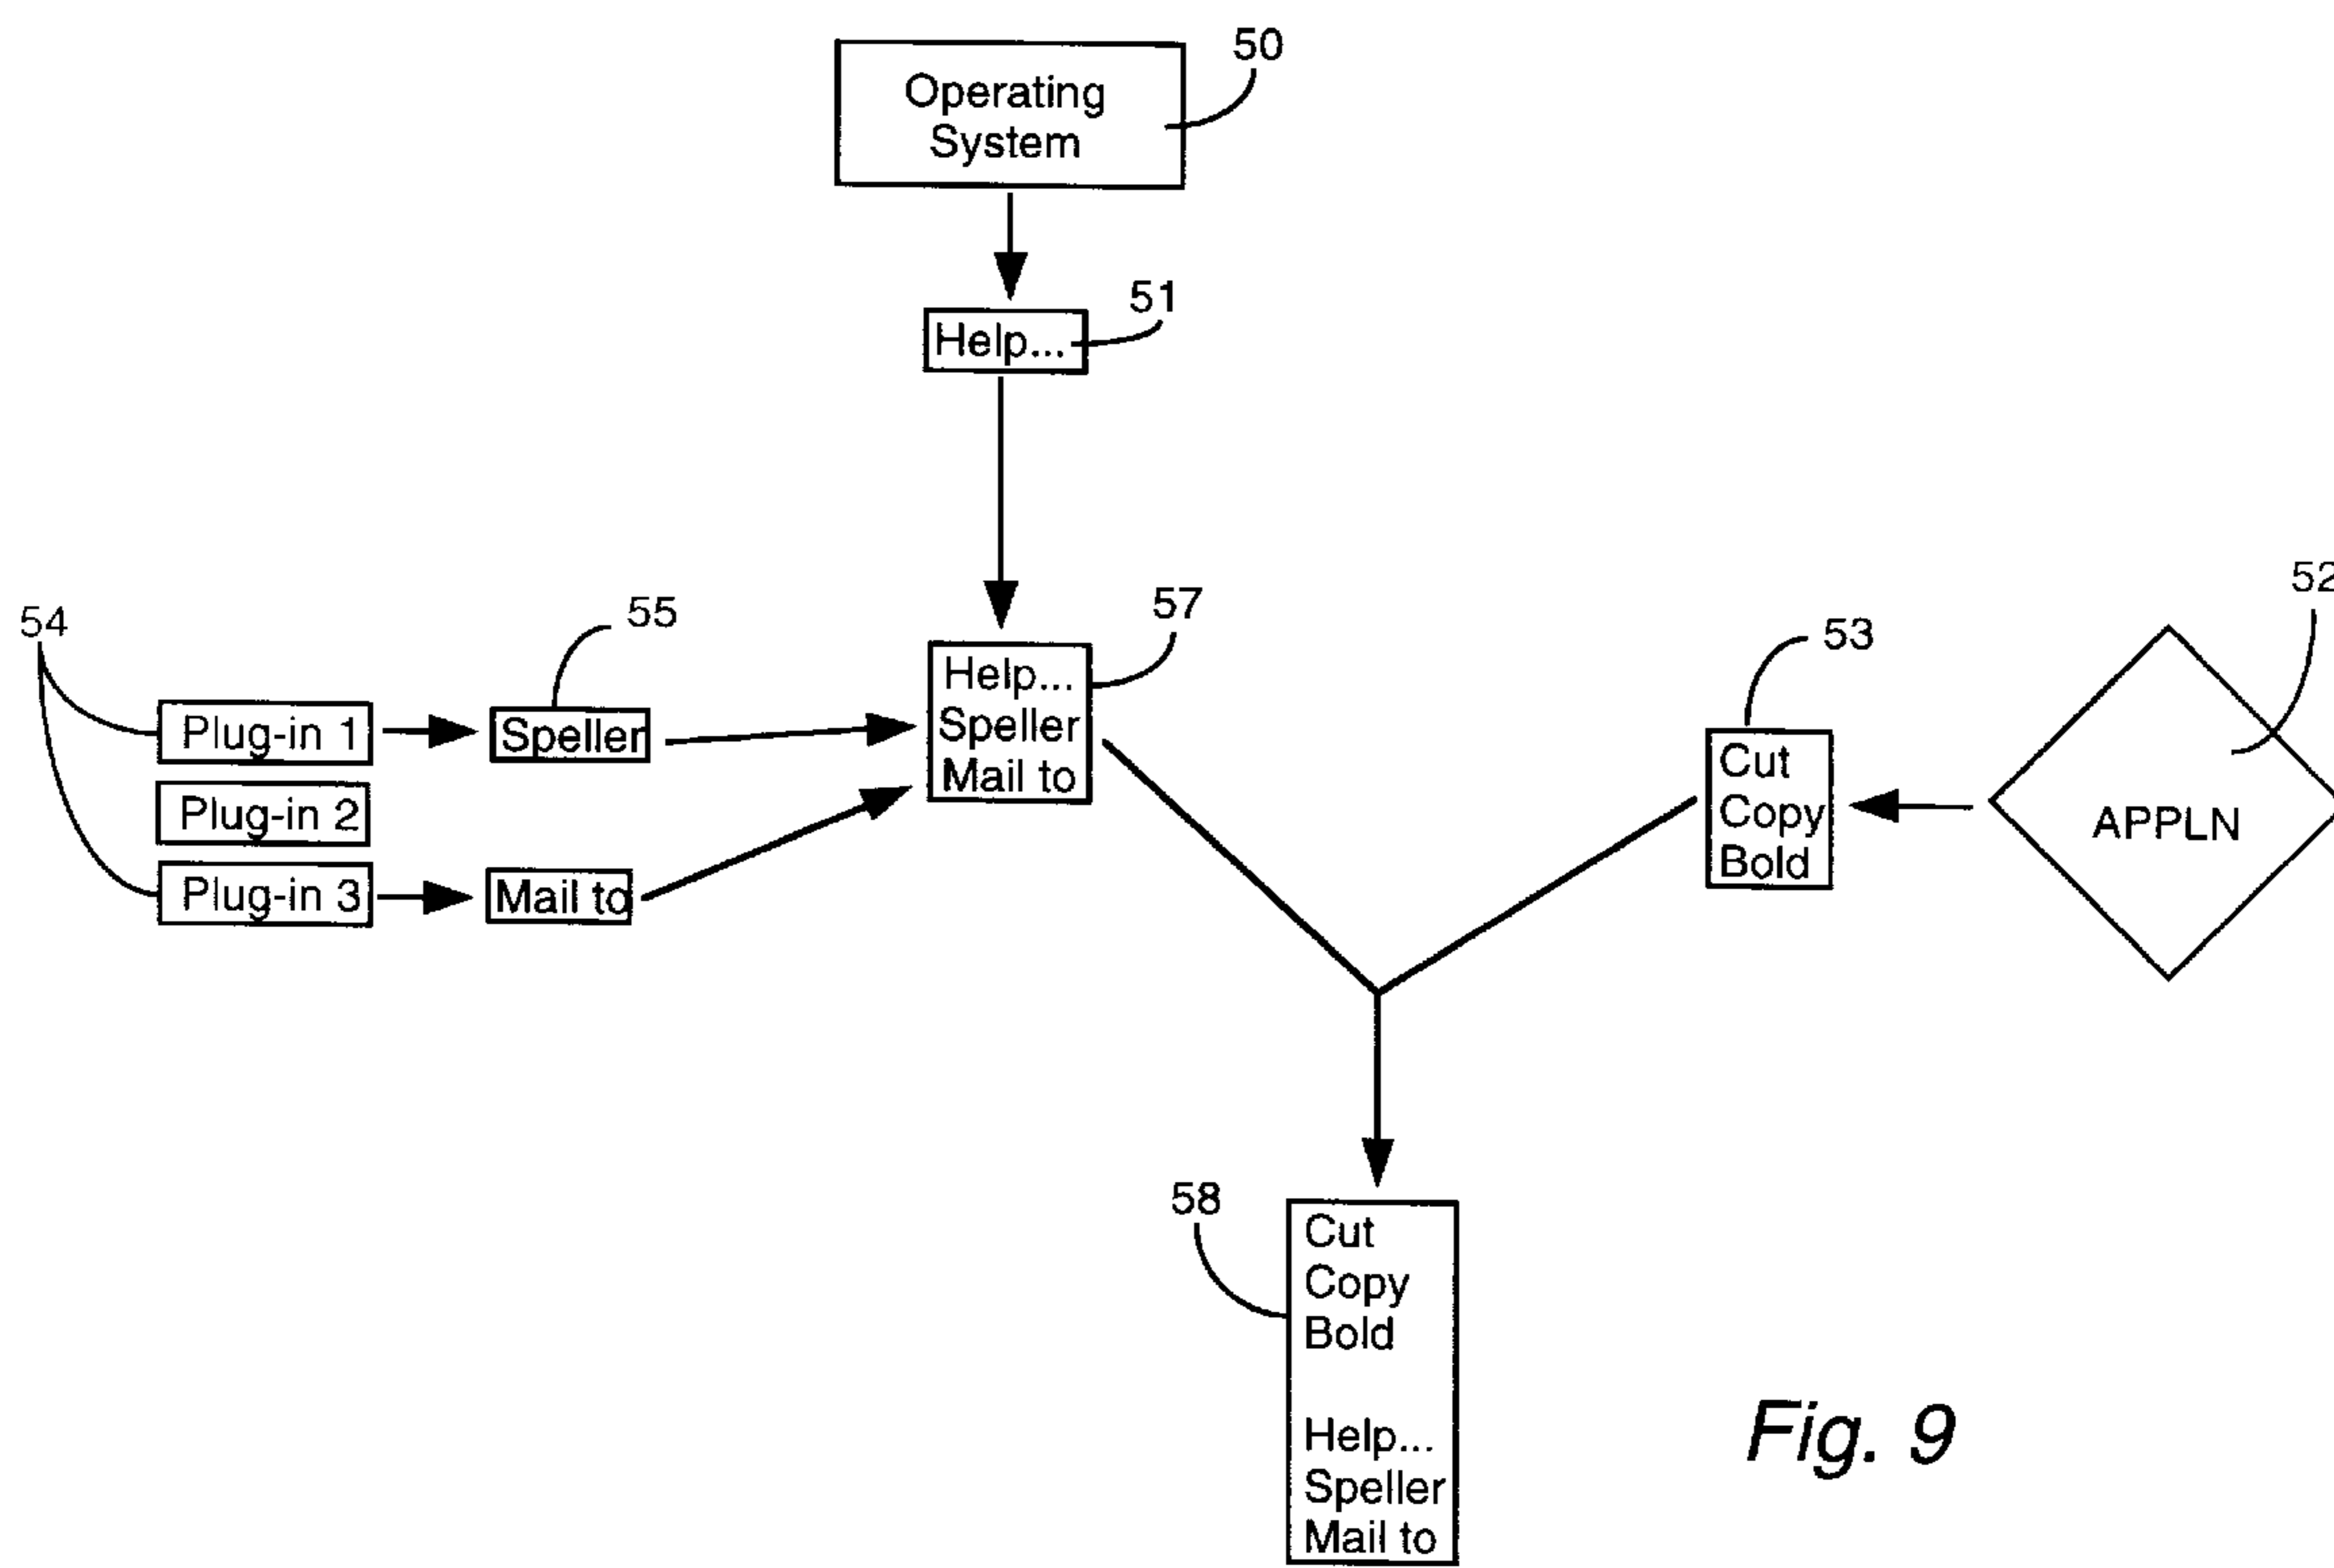 50
Operating
System
51
Help...
52
54
55
57
53
Plug-in 1
Speller
Help...
Speller
Mail to
Cut
Copy
Bold
APPLN
Plug-in 2
Plug-in 3
Mail to
58
Cut
Copy
Bold
Help...
Speller
Mail to
Fig. 9